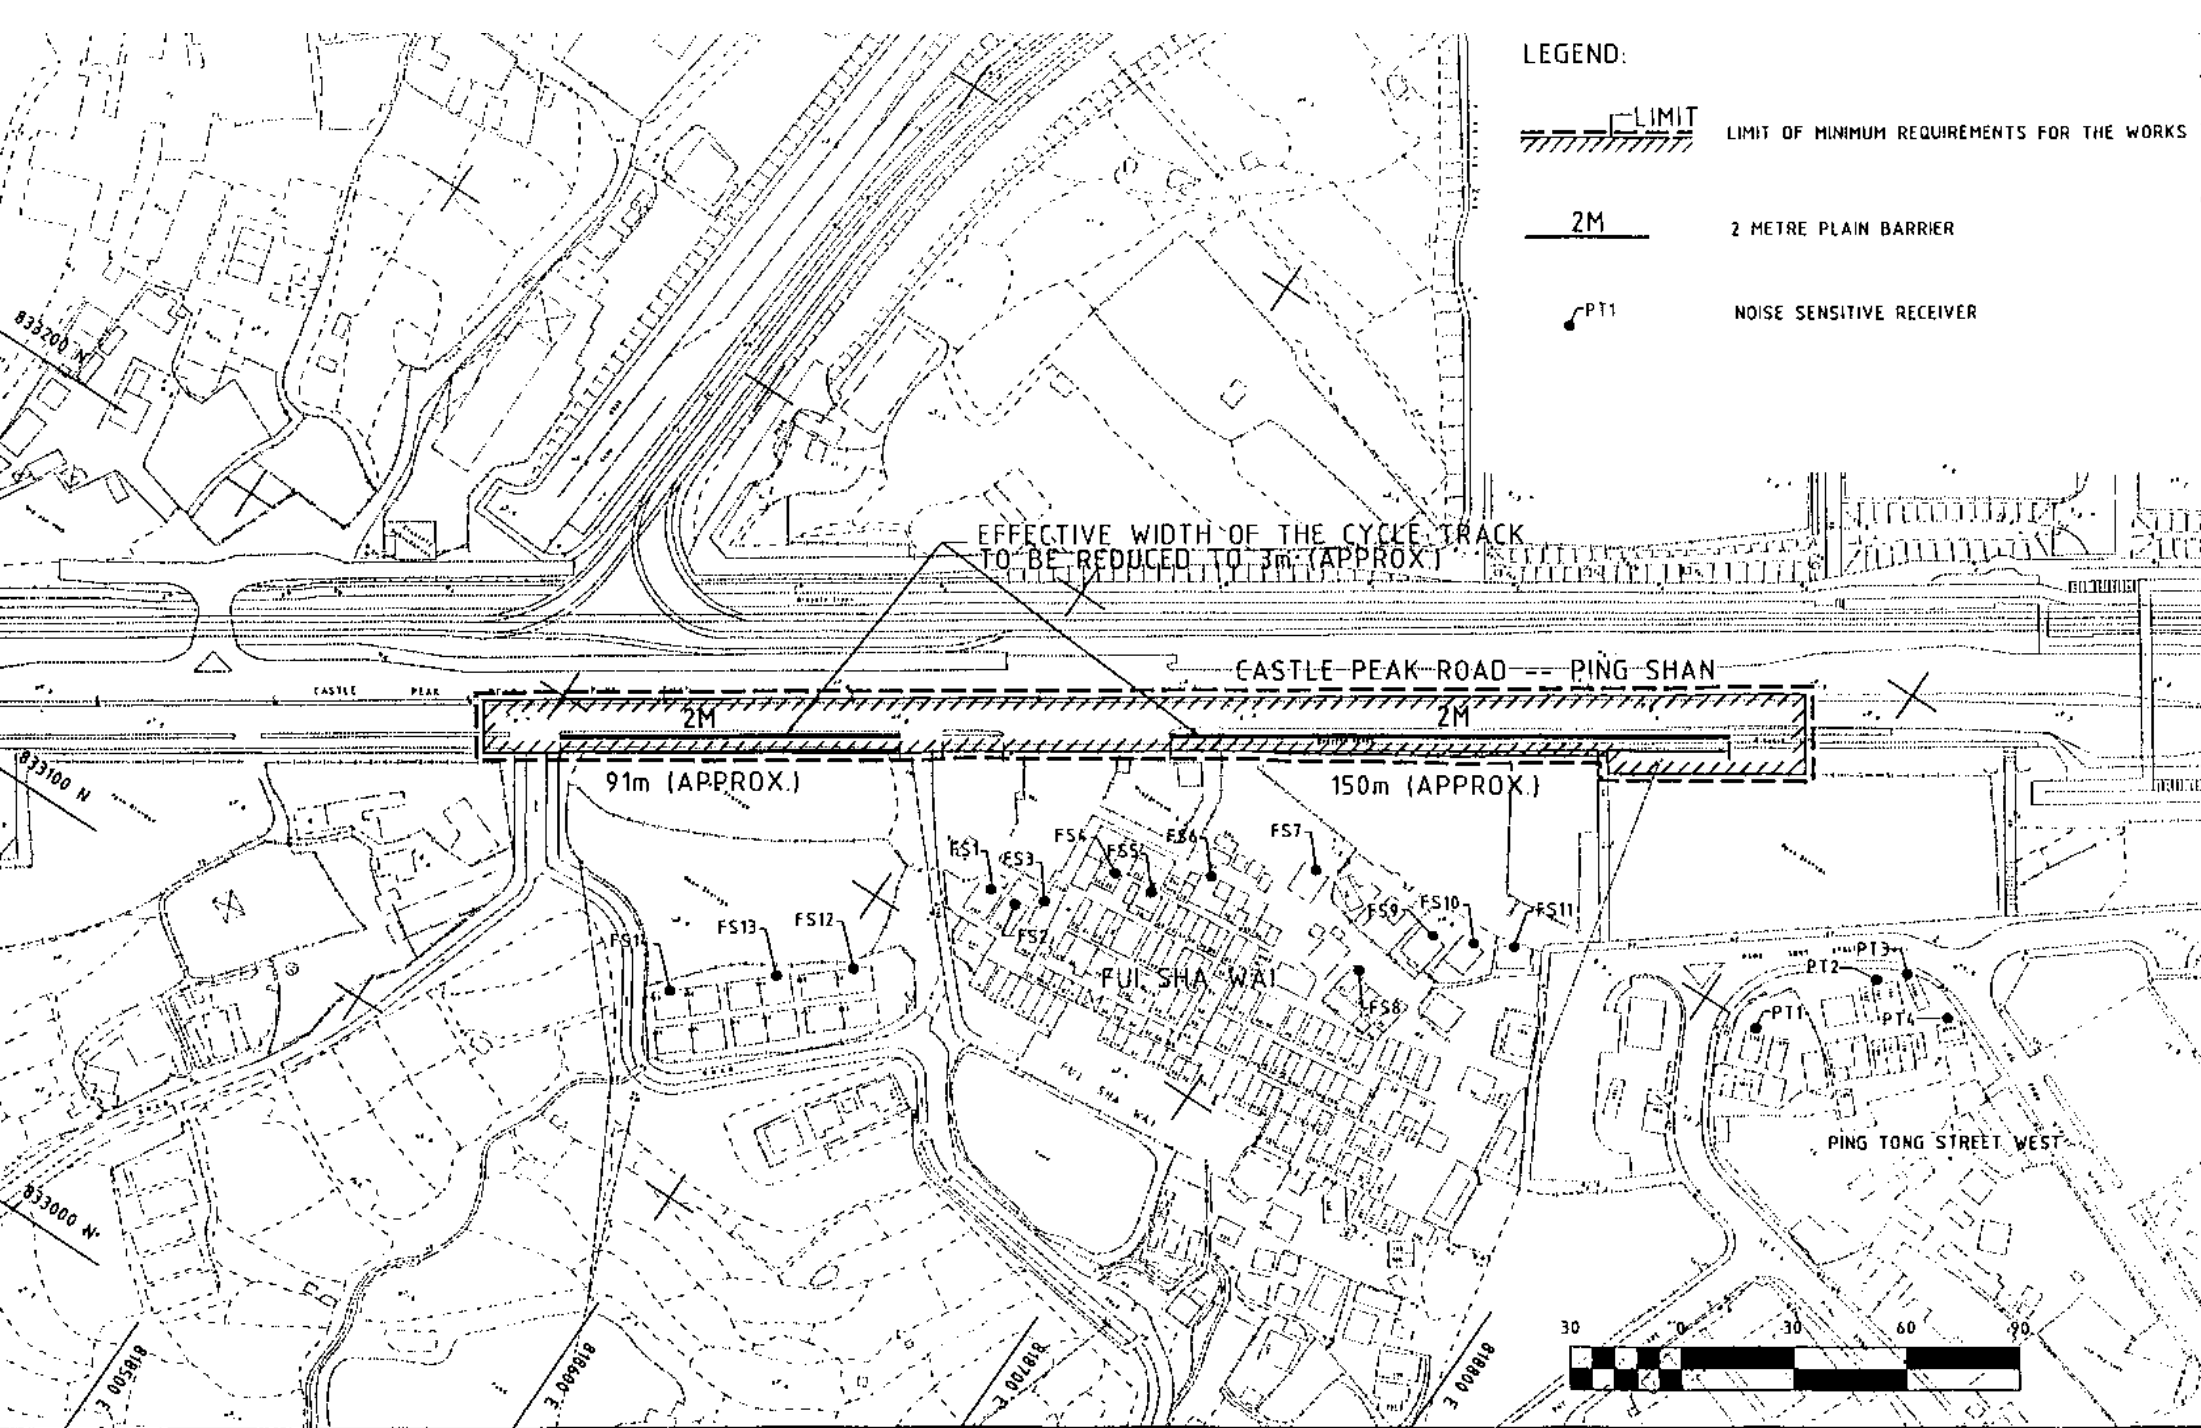 LEGEND:
LIMIT
LIMIT OF MINIMUM REQUIREMENTS FOR THE WORKS
2M
2 METRE PLAIN BARRIER
PT1
NOISE SENSITIVE RECEIVER
833200 N
EFFECTIVE WIDTH OF THE CYCLE TRACK
TO BE REDUCED TO 3m (APPROX.)
CASTLE PEAK ROAD -- PING SHAN
CASTLE PEAK
2M
2M
833100 N
91m (APPROX.)
150m (APPROX.)
FS1
FS3
FS2
FS4
FS5
FS6
FS7
FS9
FS10
FS11
FS13
FS12
FS8
FUI SHA WAI
PT2
PT3
PT1
PT4
FUI SHA WAI
PING TONG STREET WEST
833000 N
818500 E
818600 E
818700 E
818800 E
30 0 30 60 90